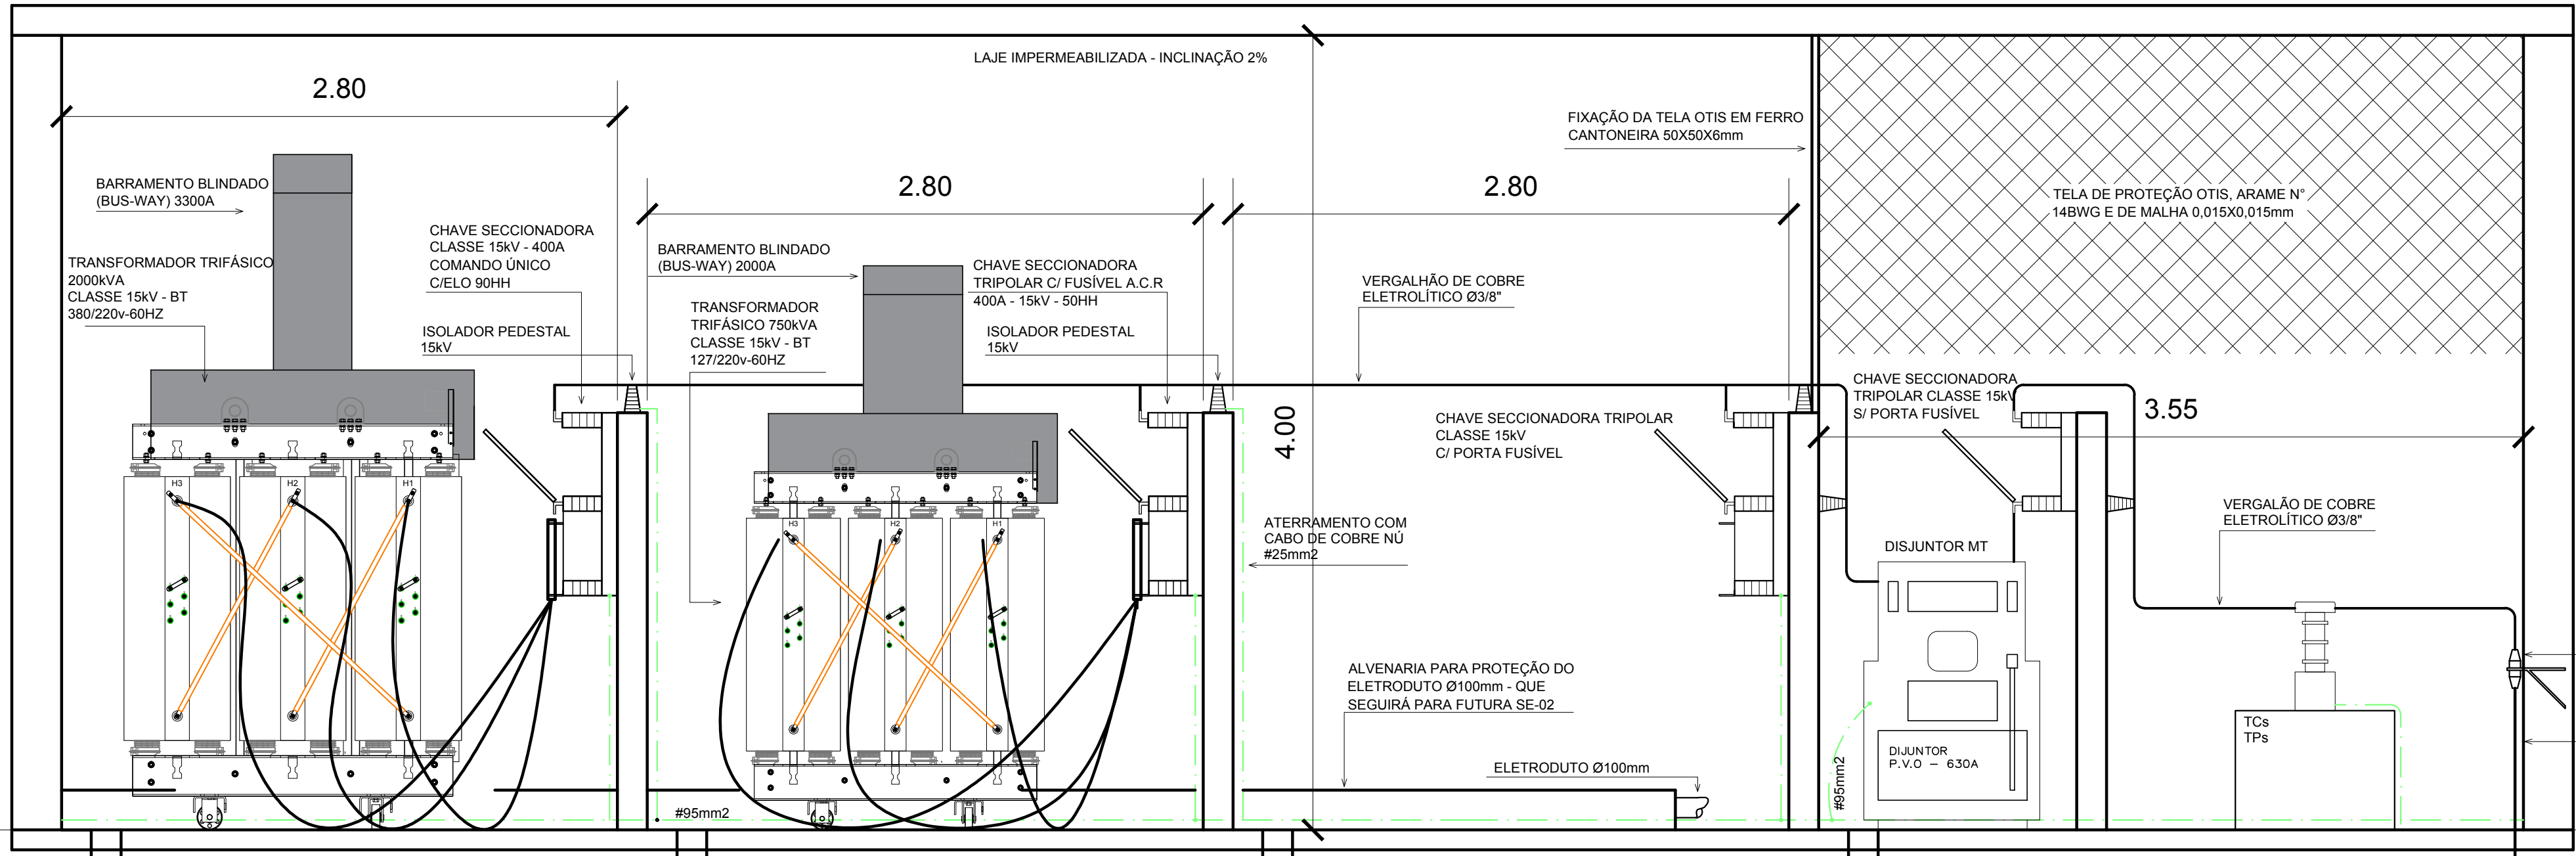 LAJE IMPERMEABILIZADA - INCLINAÇÃO 2%
2.80
BARRAMENTO BLINDADO
(BUS-WAY) 3300A
TRANSFORMADOR TRIFÁSICO
2000kVA
CLASSE 15kV - BT
380/220v-60HZ
CHAVE SECCIONADORA
CLASSE 15kV - 400A
COMANDO ÚNICO
C/ELO 90HH
ISOLADOR PEDESTAL
15kV
H3
H2
H1
2.80
BARRAMENTO BLINDADO
(BUS-WAY) 2000A
TRANSFORMADOR
TRIFÁSICO 750kVA
CLASSE 15kV - BT
127/220v-60HZ
CHAVE SECCIONADORA
TRIPOLAR C/ FUSÍVEL A.C.R
400A - 15kV - 50HH
ISOLADOR PEDESTAL
15kV
H3
H2
H1
#95mm2
2.80
VERGALHÃO DE COBRE
ELETROLÍTICO Ø3/8"
4.00
CHAVE SECCIONADORA TRIPOLAR
CLASSE 15kV
C/ PORTA FUSÍVEL
ATERRAMENTO COM
CABO DE COBRE NÚ
#25mm2
ALVENARIA PARA PROTEÇÃO DO
ELETRODUTO Ø100mm - QUE
SEGUIRÁ PARA FUTURA SE-02
ELETRODUTO Ø100mm
FIXAÇÃO DA TELA OTIS EM FERRO
CANTONEIRA 50X50X6mm
TELA DE PROTEÇÃO OTIS, ARAME N°
14BWG E DE MALHA 0,015X0,015mm
CHAVE SECCIONADORA
TRIPOLAR CLASSE 15kV
S/ PORTA FUSÍVEL
3.55
VERGALÃO DE COBRE
ELETROLÍTICO Ø3/8"
DISJUNTOR MT
DIJUNTOR
P.V.O - 630A
#95mm2
TCs
TPs